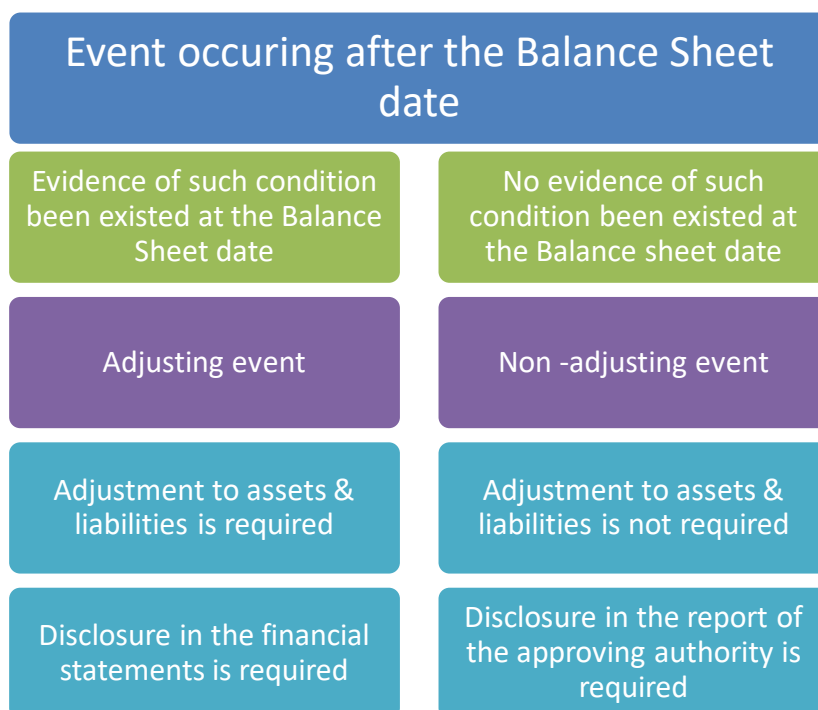 Event occuring after the Balance Sheet
date
Evidence of such condition
been existed at the Balance
Sheet date
No evidence of such
condition been existed at
the Balance sheet date
Adjusting event
Non -adjusting event
Adjustment to assets &
liabilities is required
Adjustment to assets &
liabilities is not required
Disclosure in the financial
statements is required
Disclosure in the report of
the approving authority is
required